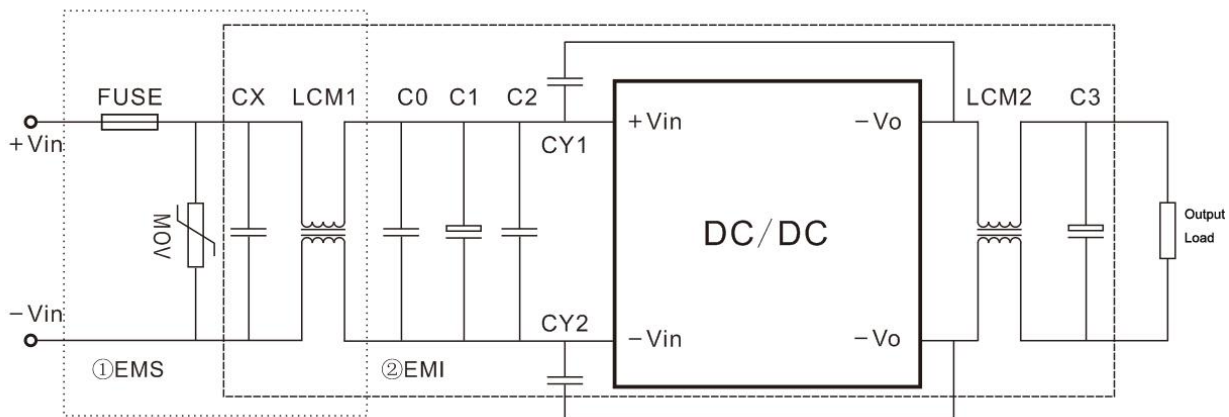 FUSE
CX
LCM1
C0
C1
C2
LCM2
C3
+Vin
CY1
+Vin
−Vo
MOV
DC/DC
Output
Load
−Vin
CY2
−Vin
−Vo
①EMS
②EMI